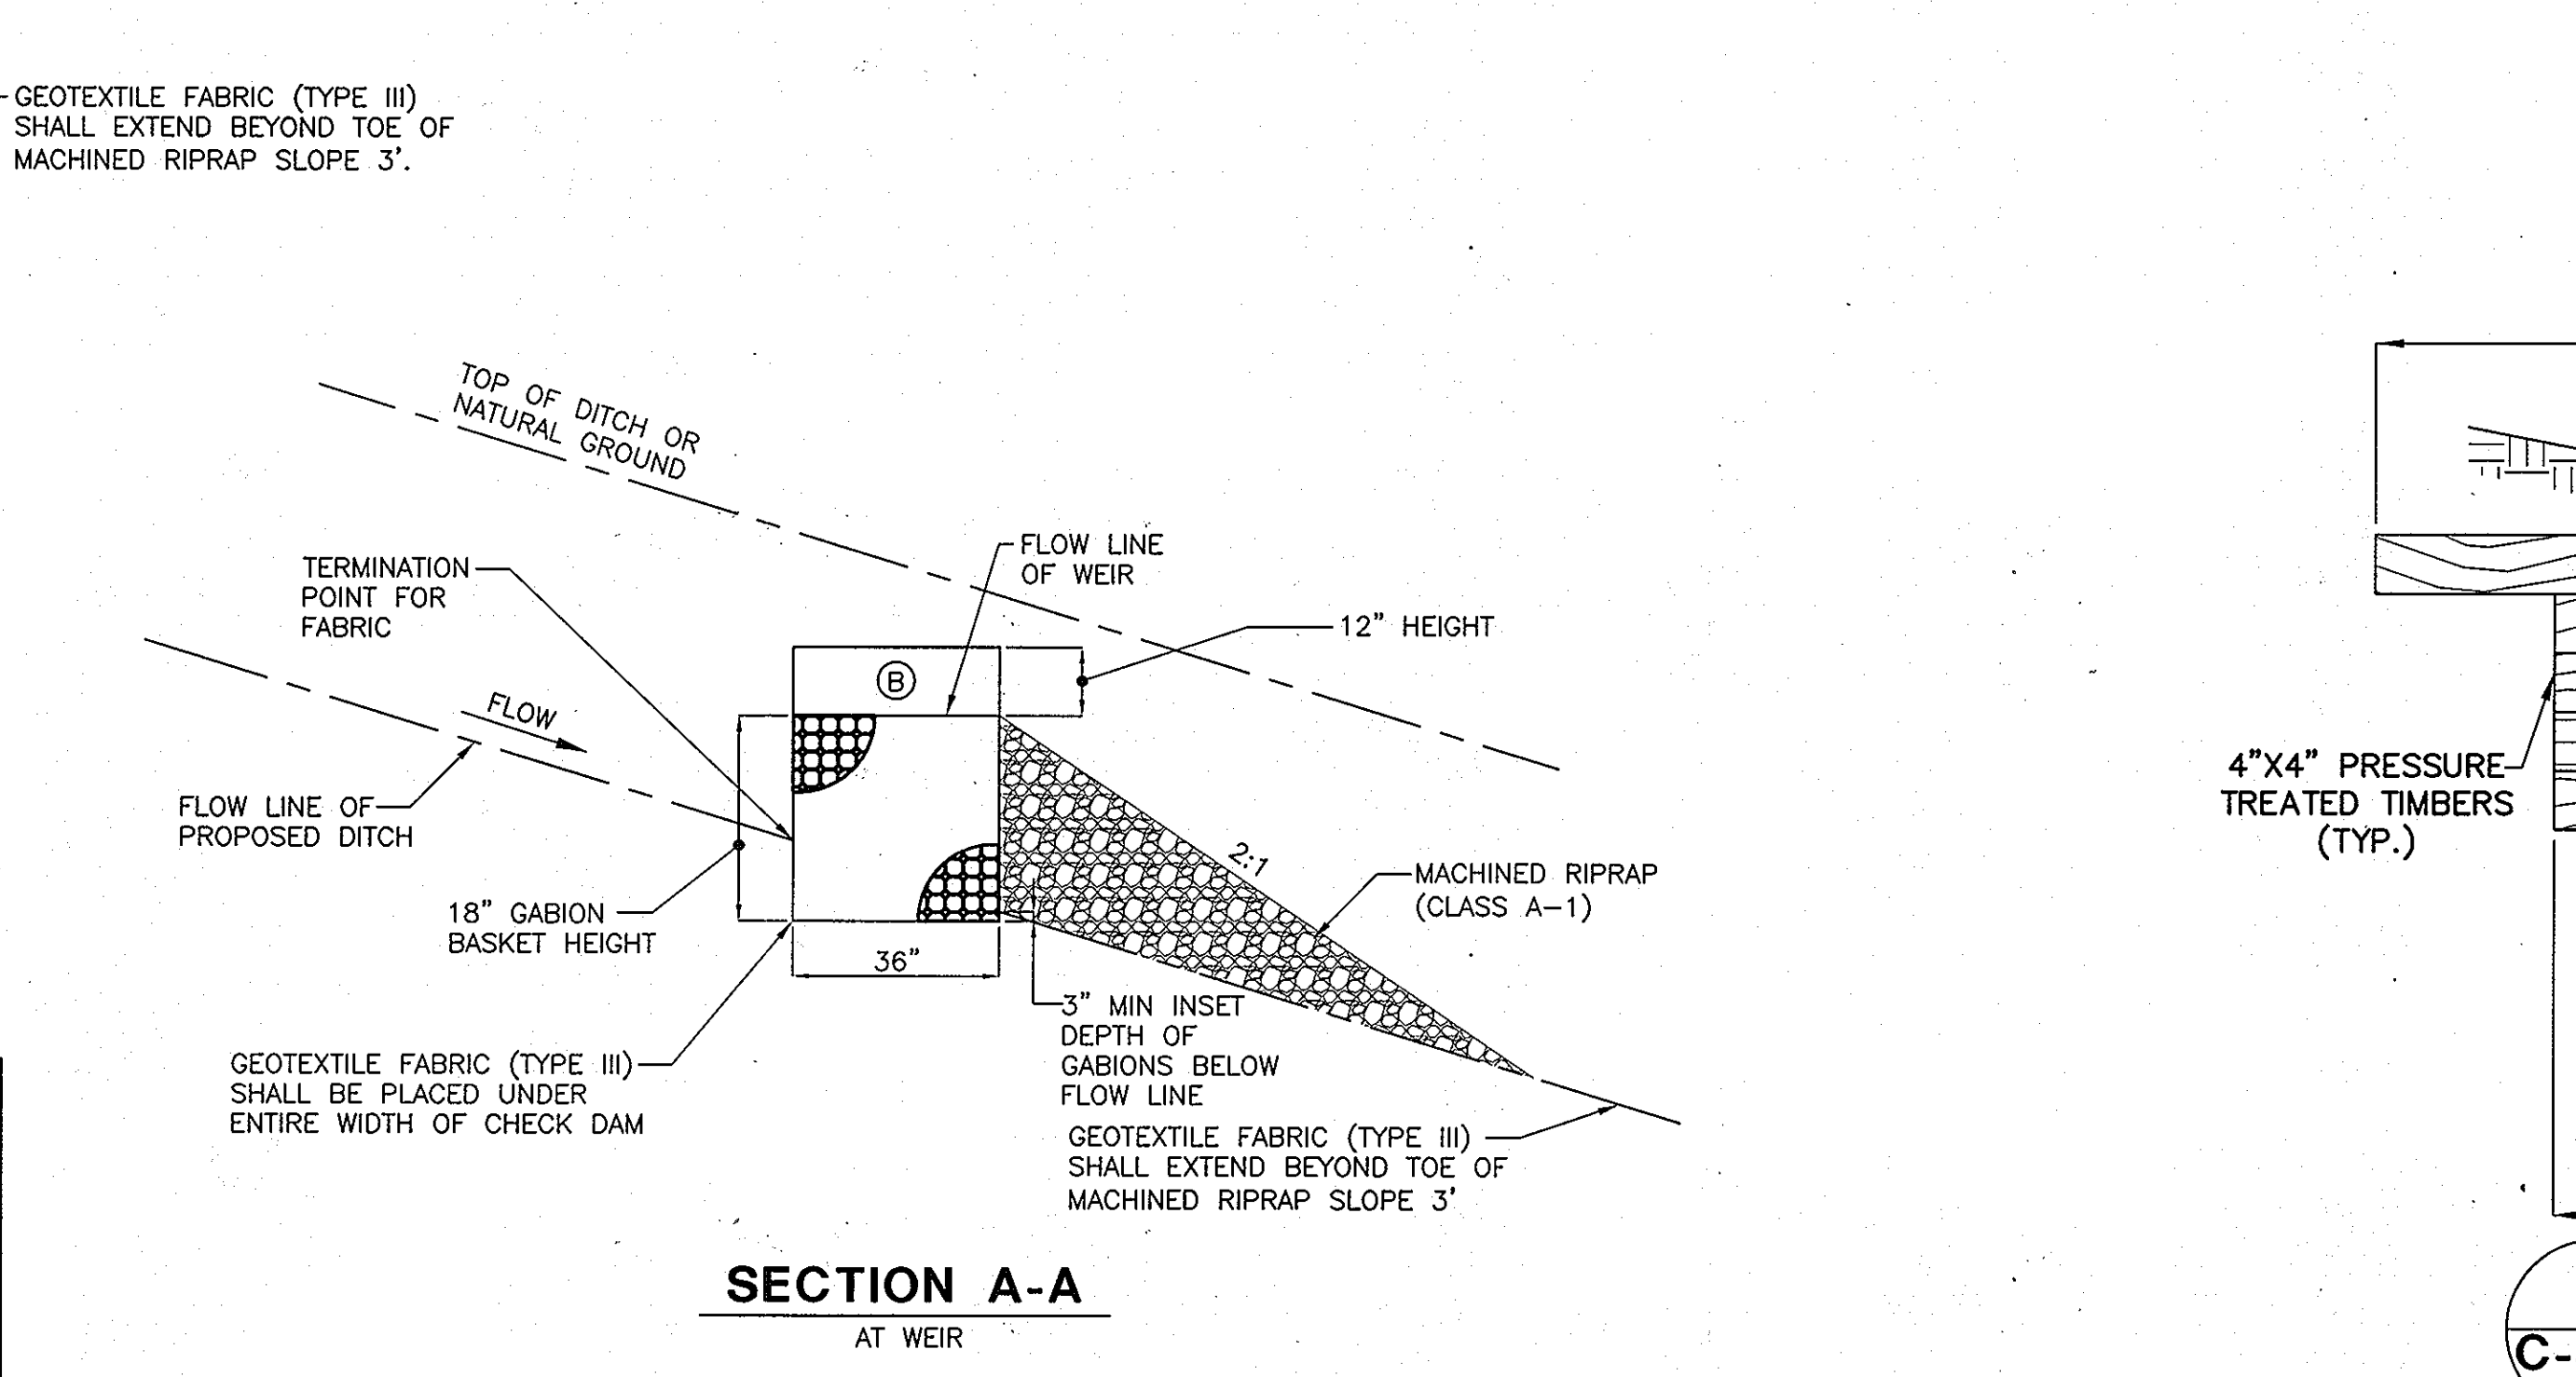 GEOTEXTILE FABRIC (TYPE III)
SHALL EXTEND BEYOND TOE OF
MACHINED RIPRAP SLOPE 3'.
TOP OF DITCH OR
NATURAL GROUND
FLOW LINE
OF WEIR
TERMINATION
POINT FOR
FABRIC
12" HEIGHT
B
FLOW
FLOW LINE OF
PROPOSED DITCH
2:1
MACHINED RIPRAP
(CLASS A-1)
18" GABION
BASKET HEIGHT
36"
3" MIN INSET
DEPTH OF
GABIONS BELOW
FLOW LINE
GEOTEXTILE FABRIC (TYPE III)
SHALL BE PLACED UNDER
ENTIRE WIDTH OF CHECK DAM
GEOTEXTILE FABRIC (TYPE III)
SHALL EXTEND BEYOND TOE OF
MACHINED RIPRAP SLOPE 3'
SECTION A-A
AT WEIR
4"X4" PRESSURE
TREATED TIMBERS
(TYP.)
C-